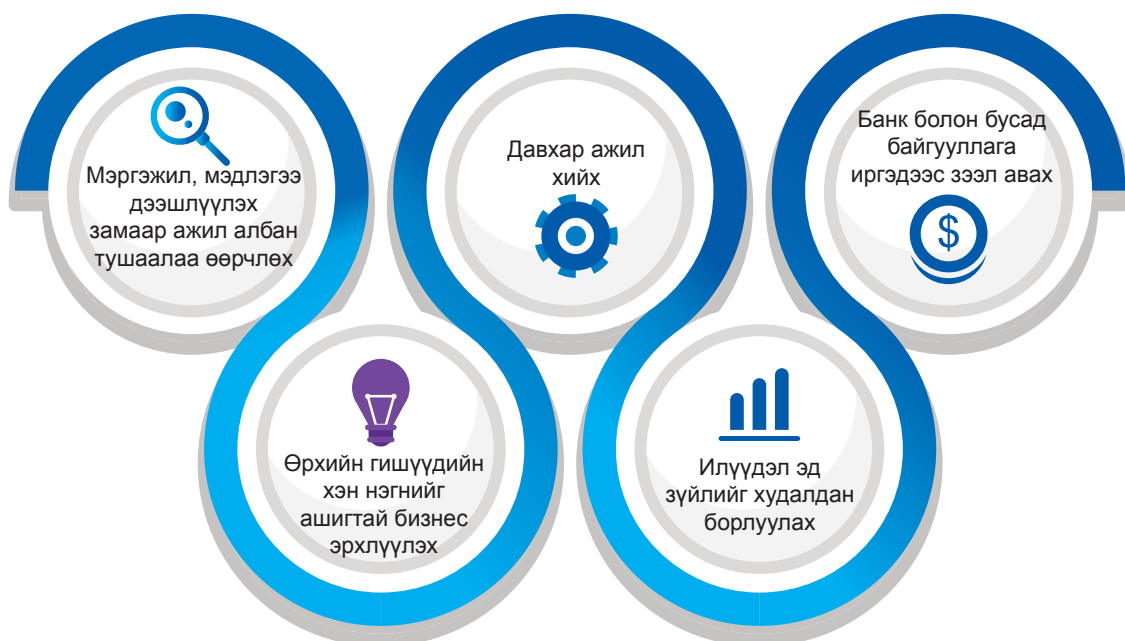 Мэргэжил, мэдлэгээ
дээшлүүлэх
замаар ажил албан
тушаалаа өөрчлөх
Өрхийн гишүүдийн
хэн нэгнийг
ашигтай бизнес
эрхлүүлэх
Давхар ажил
хийх
Илүүдэл эд
зүйлийг худалдан
борлуулах
Банк болон бусад
байгууллага
иргэдээс зээл авах
$